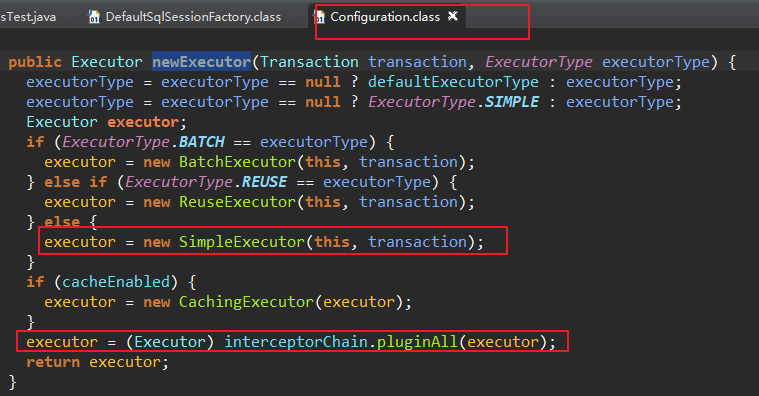 sTest.java DefaultSqlSessionFactory.class Configuration.class
public Executor newExecutor(Transaction transaction, ExecutorType executorType) {
executorType = executorType == null ? defaultExecutorType : executorType;
executorType = executorType == null ? ExecutorType.SIMPLE : executorType;
Executor executor;
if (ExecutorType.BATCH == executorType) {
executor = new BatchExecutor(this, transaction);
} else if (ExecutorType.REUSE == executorType) {
executor = new ReuseExecutor(this, transaction);
} else {
executor = new SimpleExecutor(this, transaction);
}
if (cacheEnabled) {
executor = new CachingExecutor(executor);
}
executor = (Executor) interceptorChain.pluginAll(executor);
return executor;
}